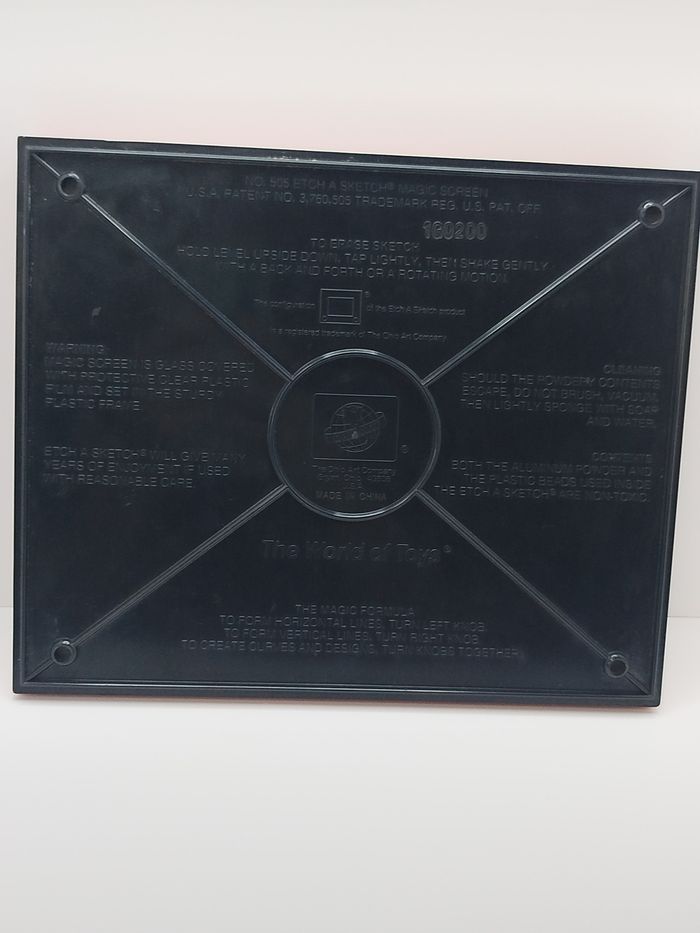 NO. 505 ETCH A SKETCH® MAGIC SCREEN
U.S.A. PATENT NO. 3,760,505 TRADEMARK REG. U.S. PAT. OFF.
160200
TO ERASE SKETCH
HOLD LEVEL UPSIDE DOWN, TAP LIGHTLY, THEN SHAKE GENTLY
WITH A BACK AND FORTH OR A ROTATING MOTION.
The configuration ® of the Etch A Sketch product
is a registered trademark of The Ohio Art Company
WARNING
MAGIC SCREEN IS GLASS COVERED
WITH PROTECTIVE CLEAR PLASTIC
FILM AND SET IN THE STURDY
PLASTIC FRAME.
ETCH A SKETCH® WILL GIVE MANY
YEARS OF ENJOYMENT IF USED
WITH REASONABLE CARE.
®
The Ohio Art Company
MADE IN CHINA
CLEANING
SHOULD THE POWDERY CONTENTS
ESCAPE, DO NOT BRUSH, VACUUM,
THEN LIGHTLY SPONGE WITH SOAP
AND WATER.
CONTENTS
BOTH THE ALUMINUM POWDER AND
THE PLASTIC BEADS USED INSIDE
THE ETCH A SKETCH® ARE NON-TOXIC.
The World of Toys®
THE MAGIC FORMULA
TO FORM HORIZONTAL LINES, TURN LEFT KNOB
TO FORM VERTICAL LINES, TURN RIGHT KNOB
TO CREATE CURVES AND DESIGNS, TURN KNOBS TOGETHER